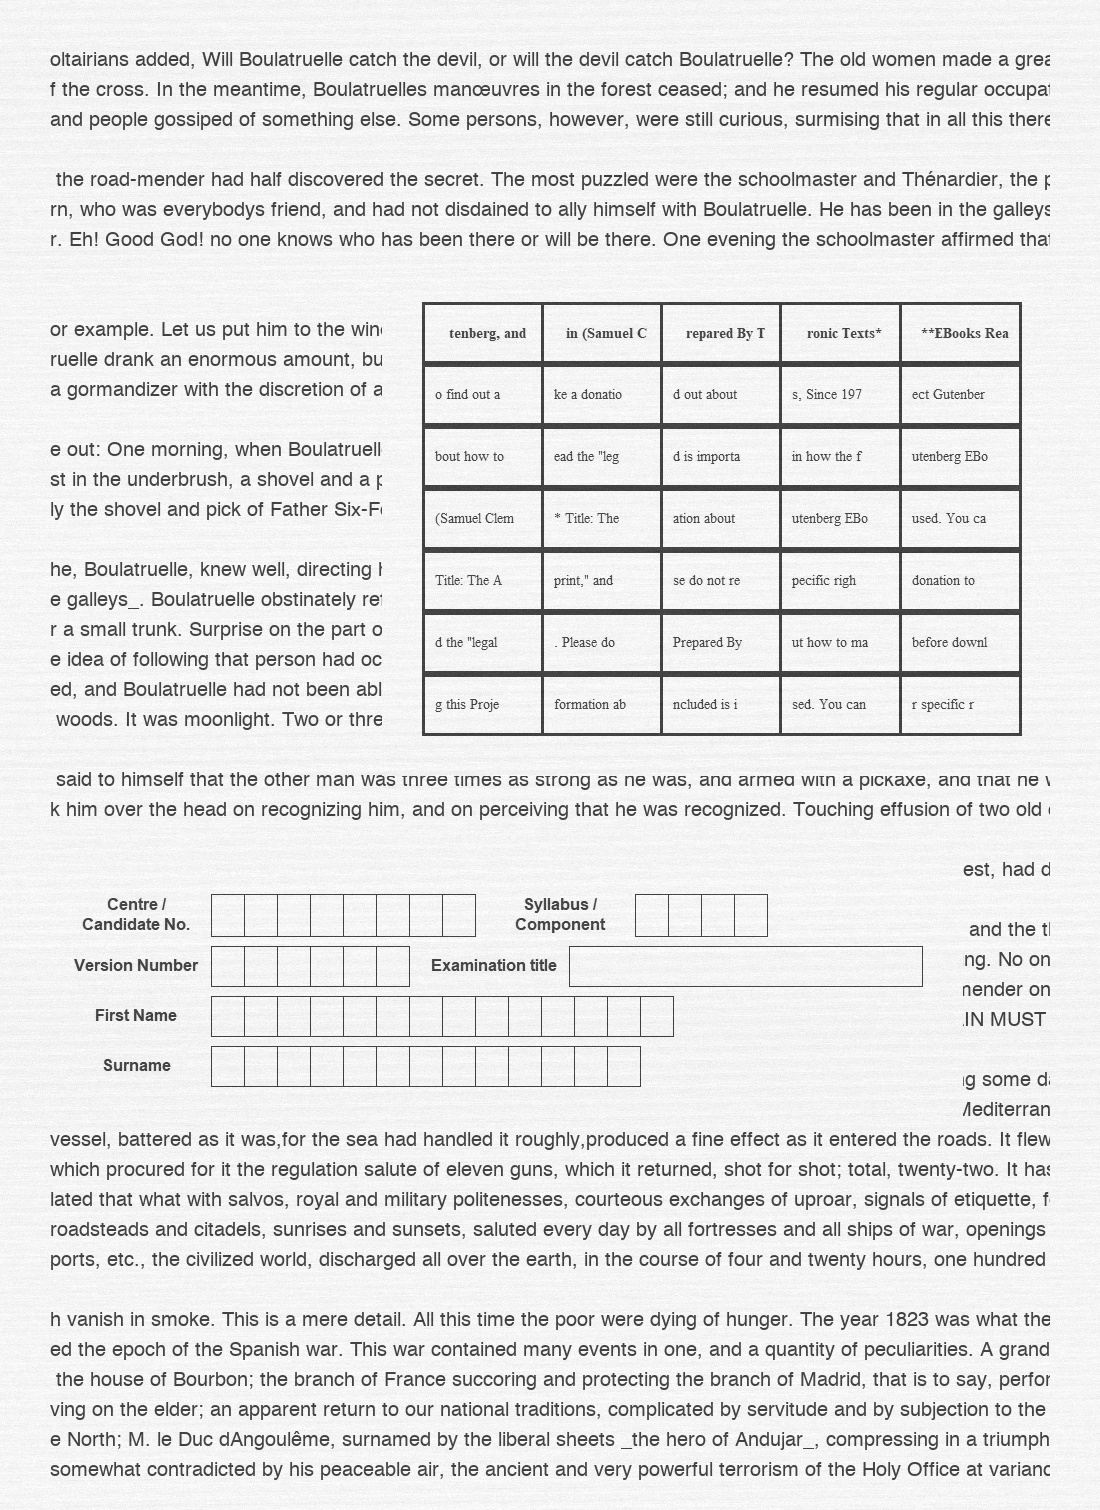 oltairians added, Will Boulatruelle catch the devil, or will the devil catch Boulatruelle? The old women made a grea
f the cross. In the meantime, Boulatruelles manœuvres in the forest ceased; and he resumed his regular occupat
and people gossiped of something else. Some persons, however, were still curious, surmising that in all this there
the road-mender had half discovered the secret. The most puzzled were the schoolmaster and Thénardier, the p
rn, who was everybodys friend, and had not disdained to ally himself with Boulatruelle. He has been in the galleys
r. Eh! Good God! no one knows who has been there or will be there. One evening the schoolmaster affirmed that
or example. Let us put him to the wine
ruelle drank an enormous amount, bu
a gormandizer with the discretion of a
e out: One morning, when Boulatruell
st in the underbrush, a shovel and a p
ly the shovel and pick of Father Six-Fo
he, Boulatruelle, knew well, directing h
e galleys_. Boulatruelle obstinately ref
r a small trunk. Surprise on the part o
e idea of following that person had oc
ed, and Boulatruelle had not been abl
woods. It was moonlight. Two or thre
tenberg, and in (Samuel C repared By T ronic Texts* **EBooks Rea
o find out a ke a donatio d out about s, Since 197 ect Gutenber
bout how to ead the "leg d is importa in how the f utenberg EBo
(Samuel Clem * Title: The ation about utenberg EBo used. You ca
Title: The A print," and se do not re pecific righ donation to
d the "legal . Please do Prepared By ut how to ma before downl
g this Proje formation ab ncluded is i sed. You can r specific r
said to himself that the other man was three times as strong as he was, and armed with a pickaxe, and that he w
k him over the head on recognizing him, and on perceiving that he was recognized. Touching effusion of two old
est, had d
and the th
ng. No on
mender on
IN MUST
ng some da
Mediterran
Centre / Candidate No. Syllabus / Component
Version Number Examination title
First Name
Surname
vessel, battered as it was,for the sea had handled it roughly,produced a fine effect as it entered the roads. It flew
which procured for it the regulation salute of eleven guns, which it returned, shot for shot; total, twenty-two. It has
lated that what with salvos, royal and military politenesses, courteous exchanges of uproar, signals of etiquette, f
roadsteads and citadels, sunrises and sunsets, saluted every day by all fortresses and all ships of war, openings
ports, etc., the civilized world, discharged all over the earth, in the course of four and twenty hours, one hundred
h vanish in smoke. This is a mere detail. All this time the poor were dying of hunger. The year 1823 was what the
ed the epoch of the Spanish war. This war contained many events in one, and a quantity of peculiarities. A grand
the house of Bourbon; the branch of France succoring and protecting the branch of Madrid, that is to say, perfor
ving on the elder; an apparent return to our national traditions, complicated by servitude and by subjection to the
e North; M. le Duc dAngoulême, surnamed by the liberal sheets _the hero of Andujar_, compressing in a triumph
somewhat contradicted by his peaceable air, the ancient and very powerful terrorism of the Holy Office at varianc